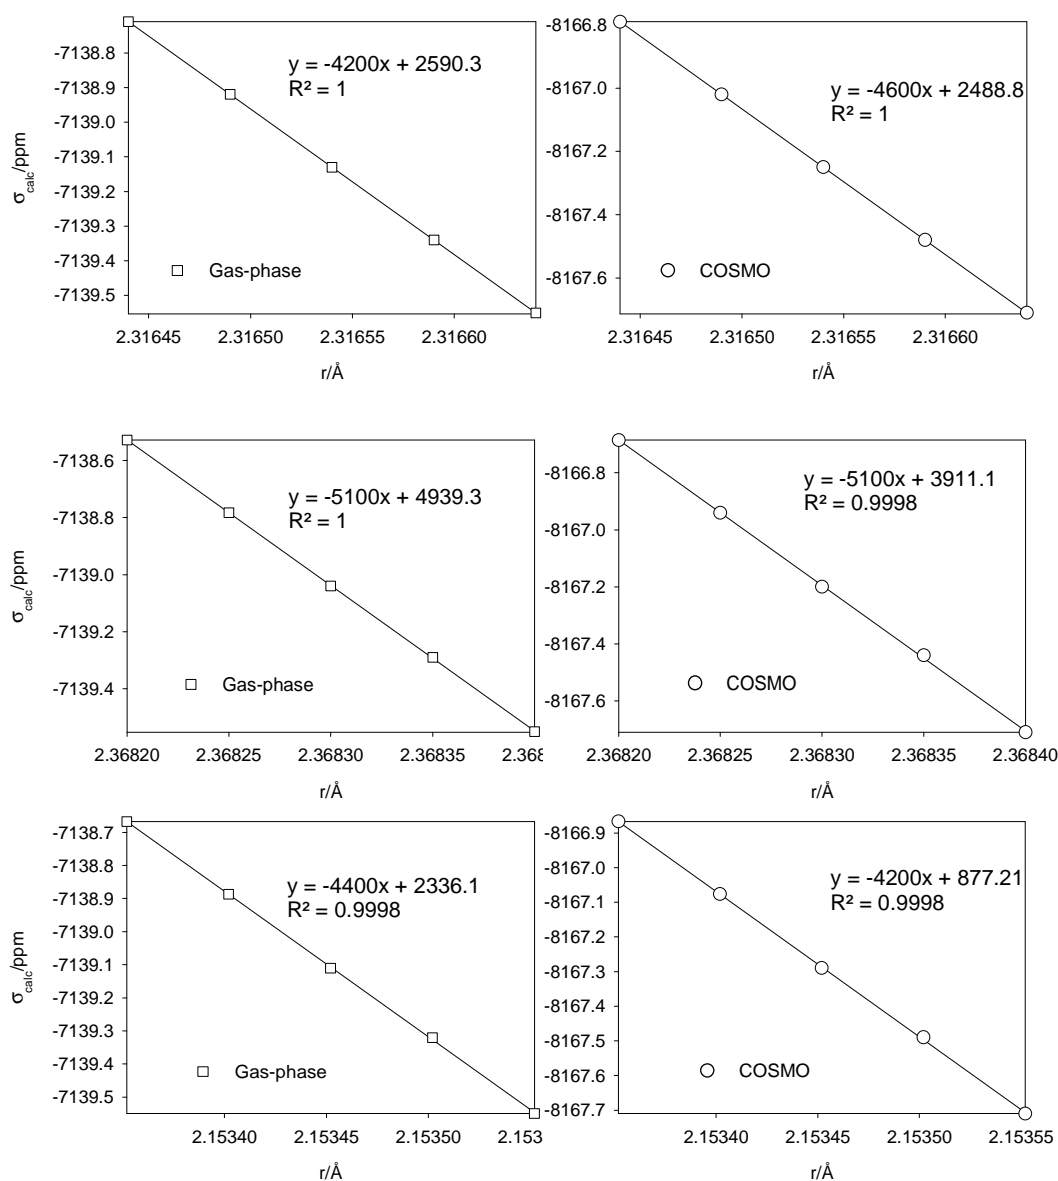 -7138.8
-7138.9
-7139.0
-7139.1
-7139.2
-7139.3
-7139.4
-7139.5
σcalc/ppm
y = -4200x + 2590.3
R² = 1
Gas-phase
2.31645 2.31650 2.31655 2.31660
r/Å
-8166.8
-8167.0
-8167.2
-8167.4
-8167.6
y = -4600x + 2488.8
R² = 1
COSMO
2.31645 2.31650 2.31655 2.31660
r/Å
-7138.6
-7138.8
-7139.0
-7139.2
-7139.4
σcalc/ppm
y = -5100x + 4939.3
R² = 1
Gas-phase
2.36820 2.36825 2.36830 2.36835 2.368
r/Å
-8166.8
-8167.0
-8167.2
-8167.4
-8167.6
y = -5100x + 3911.1
R² = 0.9998
COSMO
2.36820 2.36825 2.36830 2.36835 2.36840
r/Å
-7138.7
-7138.8
-7138.9
-7139.0
-7139.1
-7139.2
-7139.3
-7139.4
-7139.5
σcalc/ppm
y = -4400x + 2336.1
R² = 0.9998
Gas-phase
2.15340 2.15345 2.15350 2.153
r/Å
-8166.9
-8167.0
-8167.1
-8167.2
-8167.3
-8167.4
-8167.5
-8167.6
-8167.7
y = -4200x + 877.21
R² = 0.9998
COSMO
2.15340 2.15345 2.15350 2.15355
r/Å